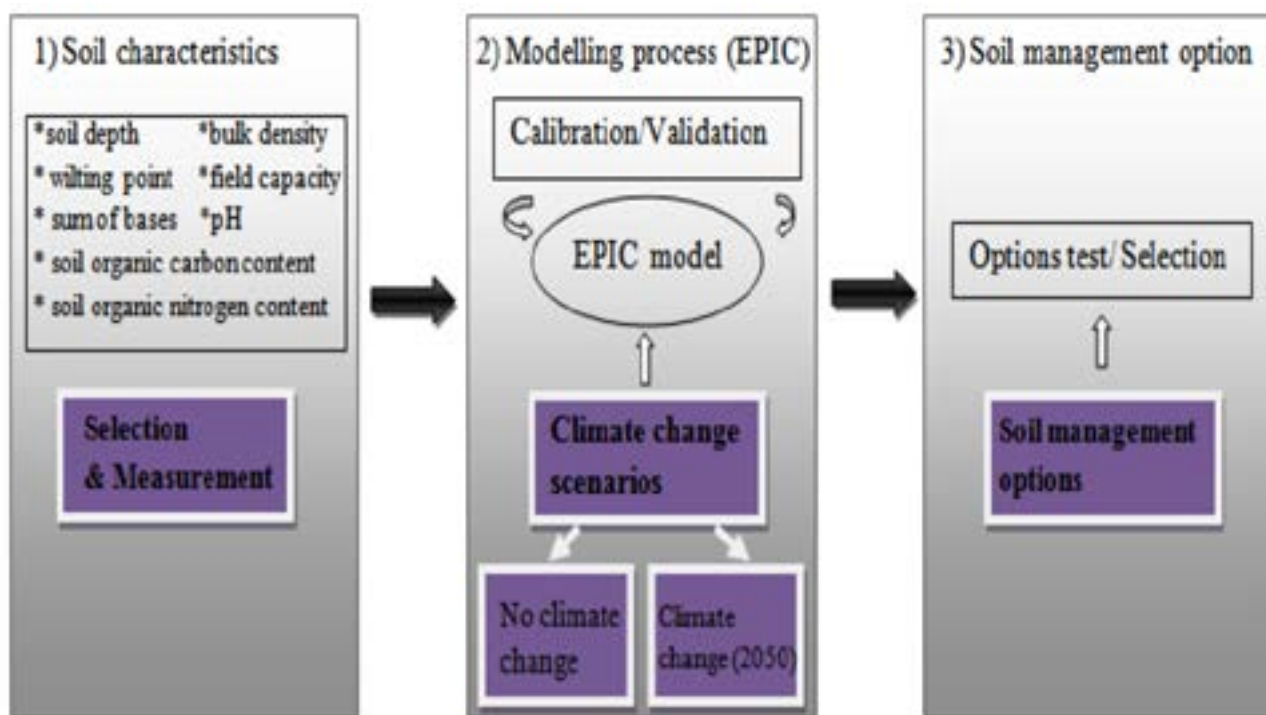 1) Soil characteristics
*soil depth *bulk density
* wilting point *field capacity
* sum of bases *pH
* soil organic carbon content
* soil organic nitrogen content
Selection
& Measurement
2) Modelling process (EPIC)
Calibration/Validation
EPIC model
Climate change
scenarios
No climate
change
Climate
change (2050)
3) Soil management option
Options test/ Selection
Soil management
options